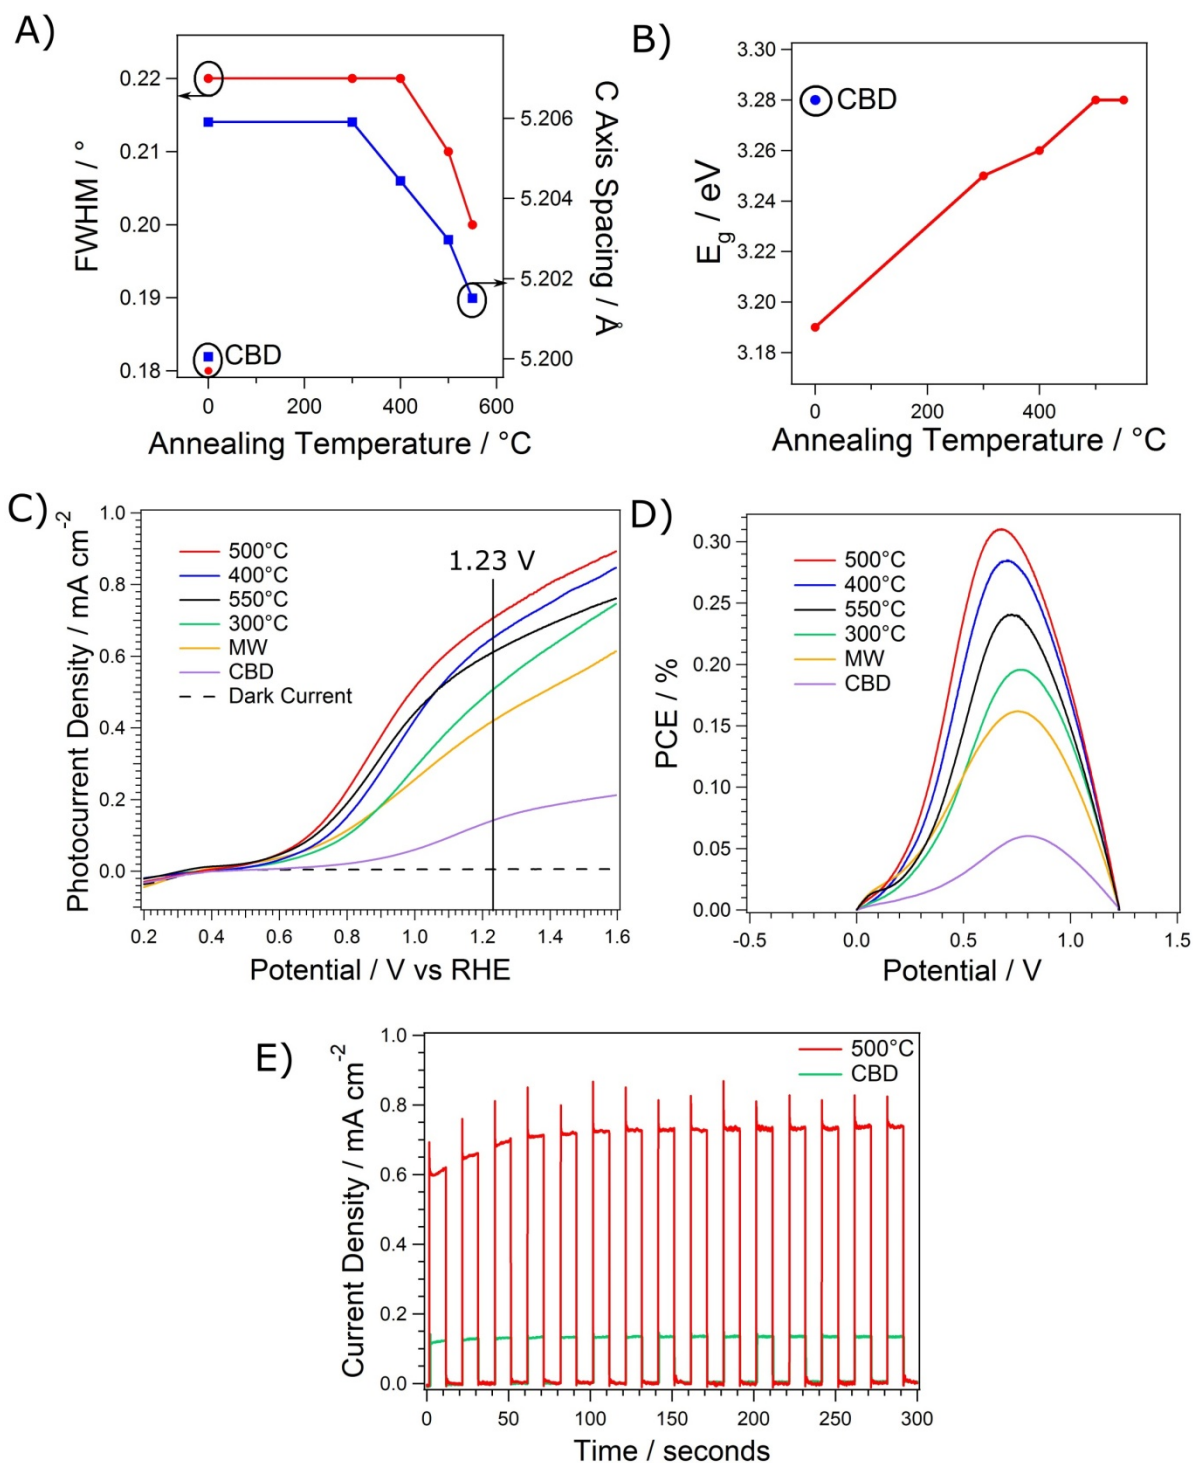 A)
FWHM / °
0.22
0.21
0.20
0.19
0.18
5.206
5.204
5.202
5.200
C Axis Spacing / Å
CBD
0
200
400
600
Annealing Temperature / °C
B)
E_g / eV
3.30
3.28
3.26
3.24
3.22
3.20
3.18
CBD
0
200
400
Annealing Temperature / °C
C)
Photocurrent Density / mA cm⁻²
1.0
0.8
0.6
0.4
0.2
0.0
500°C
400°C
550°C
300°C
MW
CBD
Dark Current
1.23 V
0.2
0.4
0.6
0.8
1.0
1.2
1.4
1.6
Potential / V vs RHE
D)
PCE / %
0.30
0.25
0.20
0.15
0.10
0.05
0.00
500°C
400°C
550°C
300°C
MW
CBD
-0.5
0.0
0.5
1.0
1.5
Potential / V
E)
Current Density / mA cm⁻²
1.0
0.8
0.6
0.4
0.2
0.0
500°C
CBD
0
50
100
150
200
250
300
Time / seconds